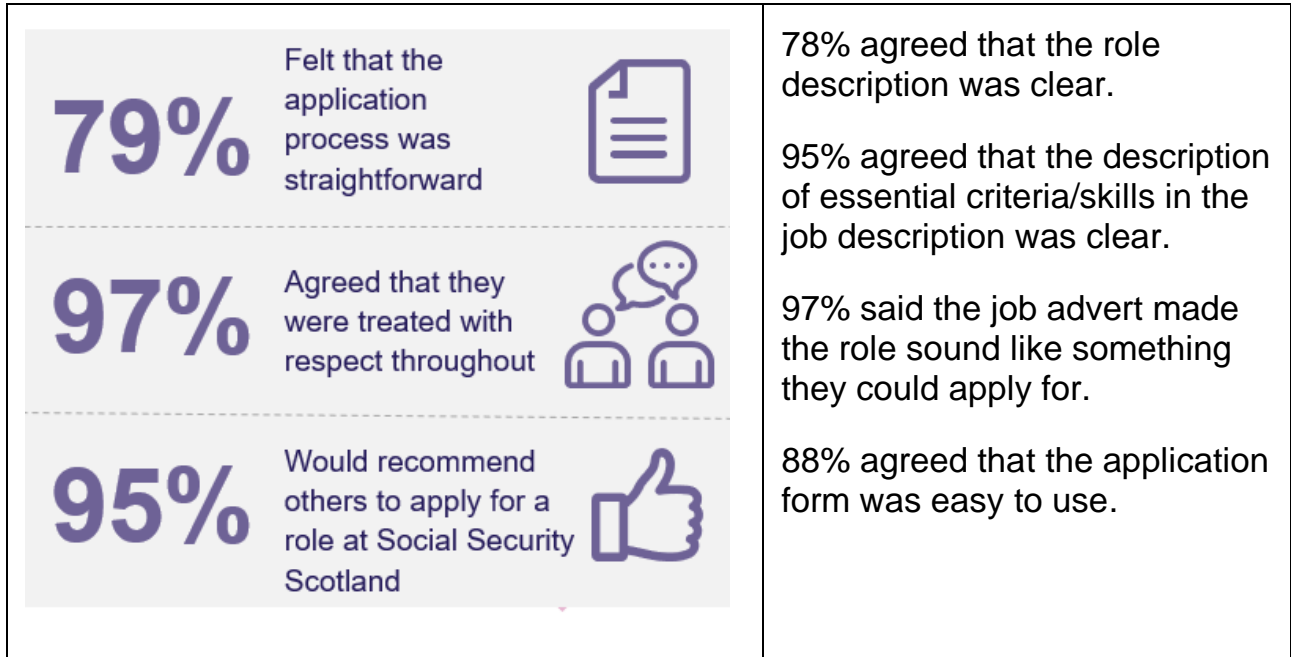 79%
Felt that the
application
process was
straightforward
97%
Agreed that they
were treated with
respect throughout
95%
Would recommend
others to apply for a
role at Social Security
Scotland
78% agreed that the role
description was clear.
95% agreed that the description
of essential criteria/skills in the
job description was clear.
97% said the job advert made
the role sound like something
they could apply for.
88% agreed that the application
form was easy to use.